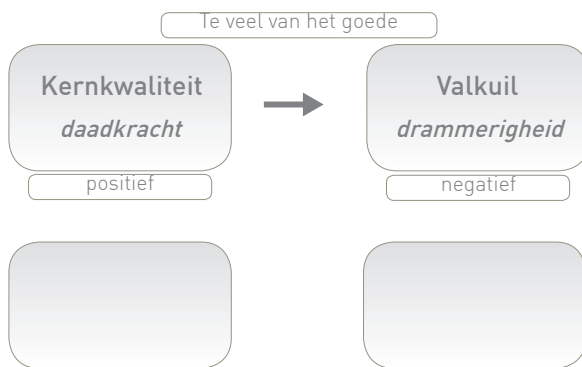 Te veel van het goede
Kernkwaliteit
daadkracht
Valkuil
drammerigheid
positief
negatief